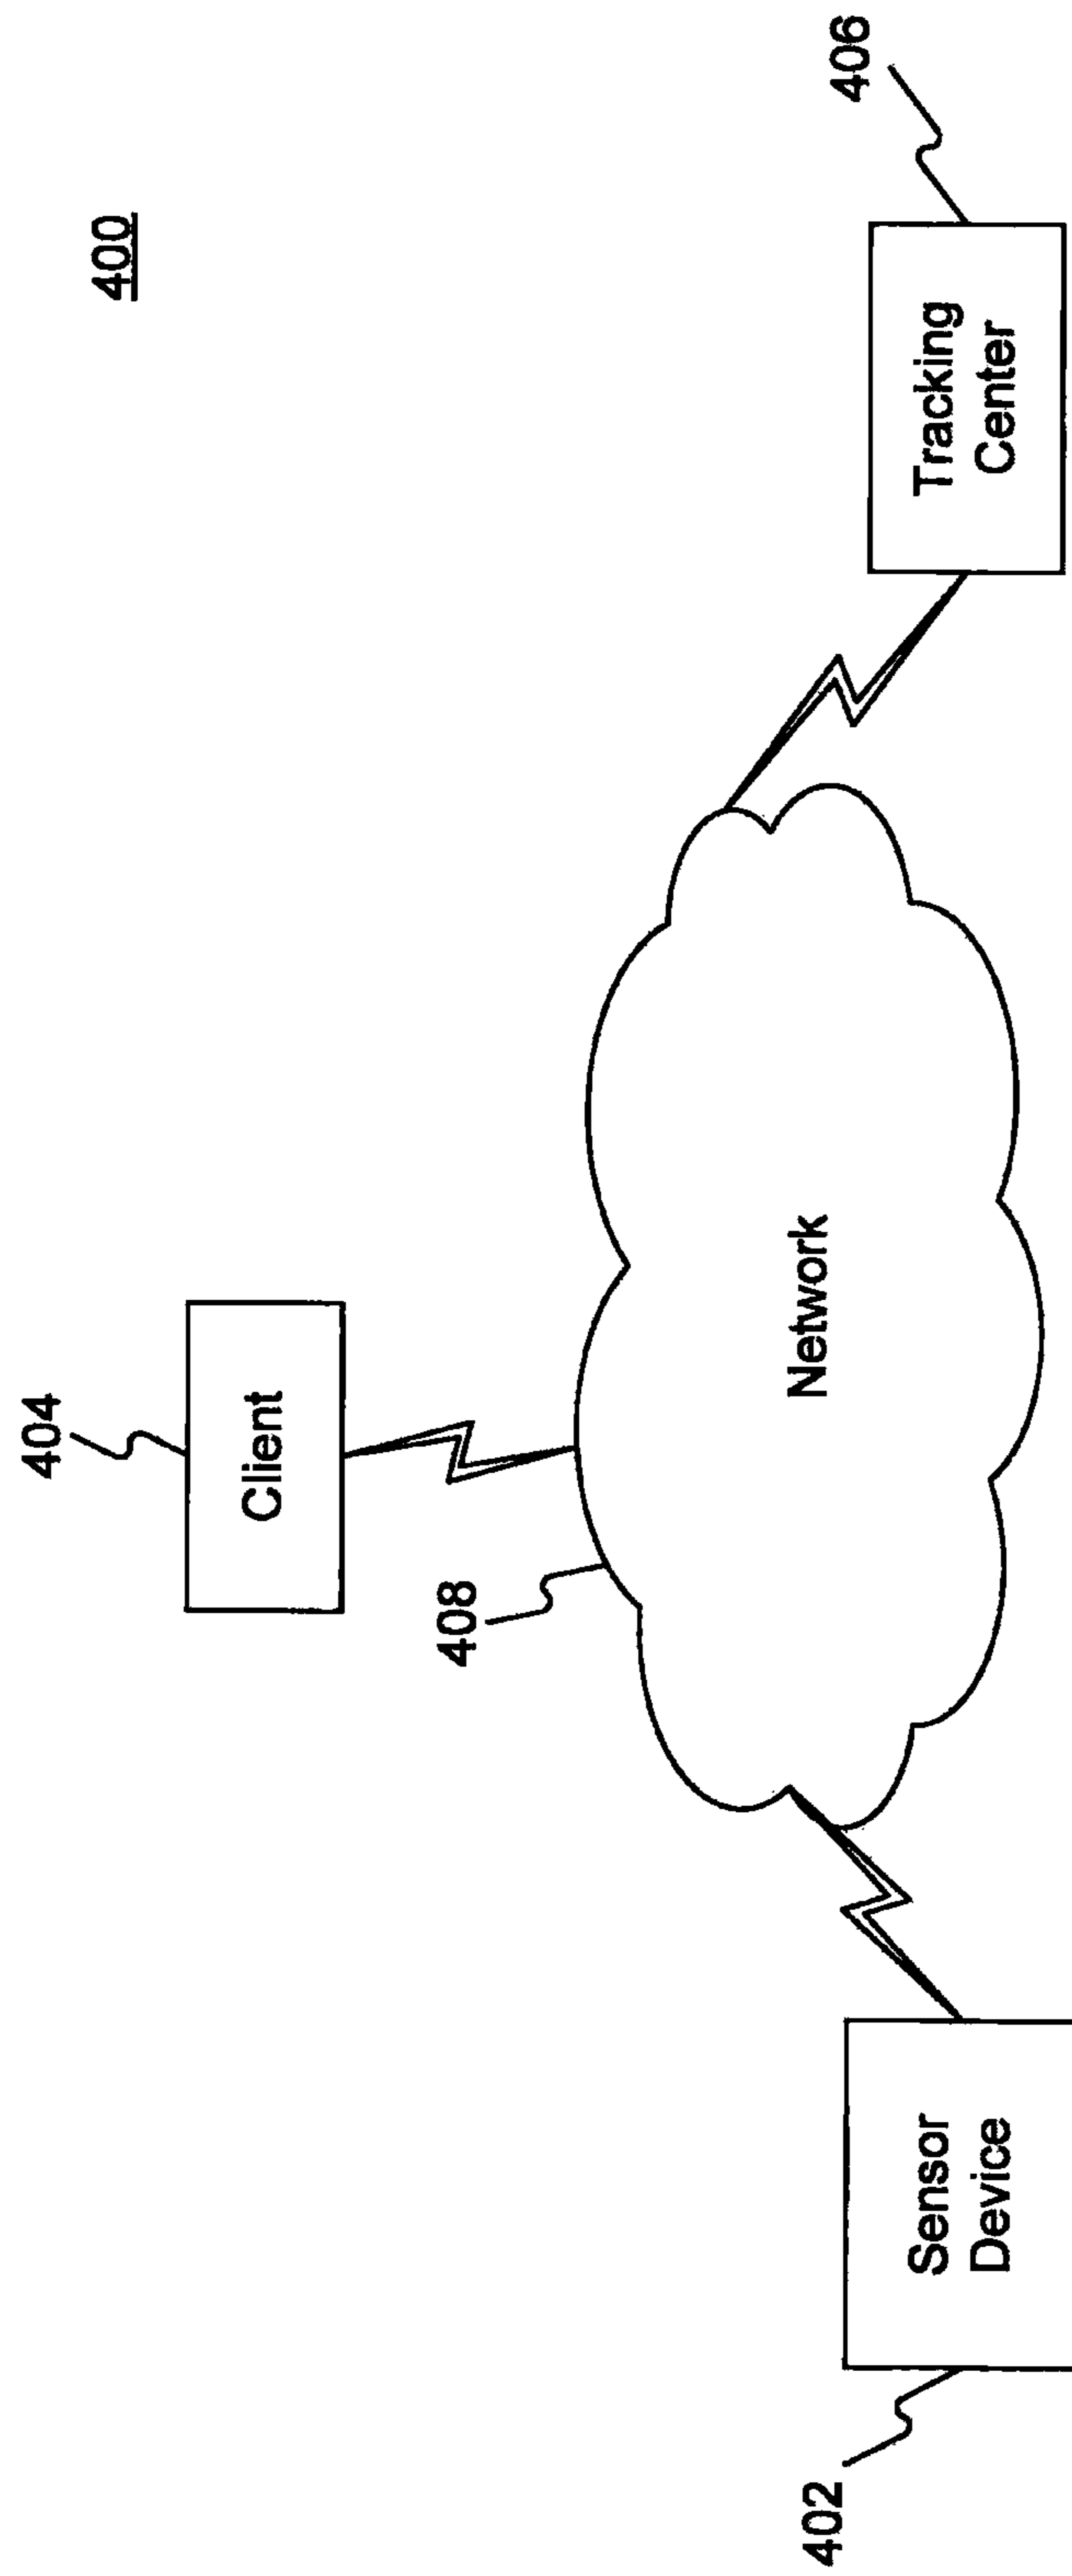 400
404
Client
408
Network
406
Tracking
Center
402
Sensor
Device